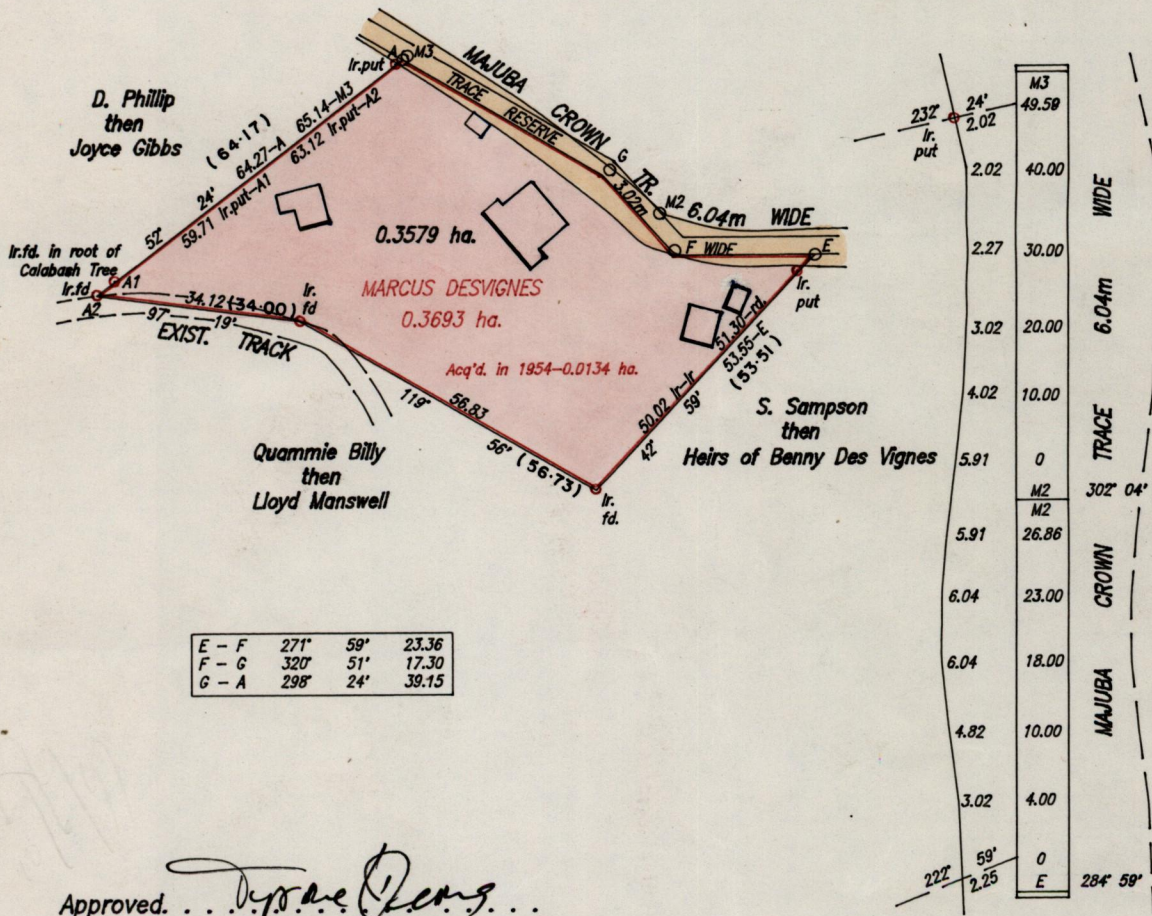 A
M3
Ir.put
MAJUBA CROWN TR.
TRACE RESERVE
G
3.02m
M2
6.04m WIDE
F WIDE
E
Ir.
put
D. Phillip
then
Joyce Gibbs
(64·17)
52° 24' 64.27-A 65.14-M3
59.71 Ir.put-A1 63.12 Ir.put-A2
Ir.fd. in root of
Calabash Tree
A1
Ir.fd
A2
34.12 (34·00)
97° 19'
Ir.
fd
EXIST. TRACK
0.3579 ha.
MARCUS DESVIGNES
0.3693 ha.
Acq'd. in 1954-0.0134 ha.
51.30-rd.
53.55-E
(53·51)
50.02 Ir-Ir
42° 59'
119° 56.83
56' (56·73)
Ir.
fd.
S. Sampson
then
Heirs of Benny Des Vignes
Quammie Billy
then
Lloyd Manswell
E - F 271° 59' 23.36
F - G 320° 51' 17.30
G - A 298° 24' 39.15
M3
232° 24' 49.59
Ir. 2.02
put
2.02 40.00
2.27 30.00
3.02 20.00
4.02 10.00
5.91 0
M2 302° 04'
M2
5.91 26.86
6.04 23.00
6.04 18.00
4.82 10.00
3.02 4.00
222° 59' 0
2.25 E 284° 59'
MAJUBA CROWN TRACE 6.04m WIDE
Approved. . . . . . . . . . . . . . . .